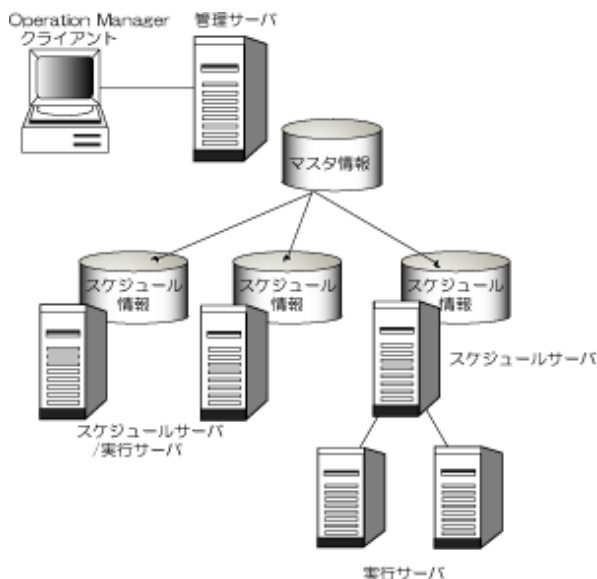 Operation Manager
クライアント
管理サーバ
マスタ情報
スケジュール
情報
スケジュール
情報
スケジュール
情報
スケジュールサーバ
スケジュールサーバ
/実行サーバ
実行サーバ